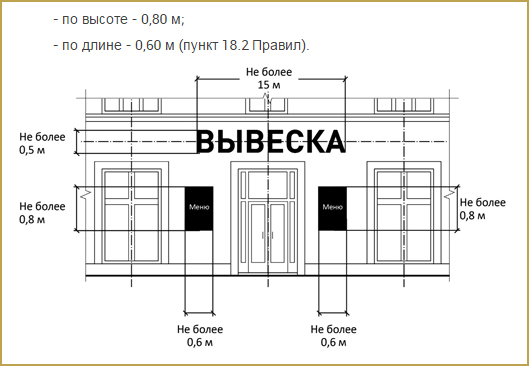 - по высоте - 0,80 м;
- по длине - 0,60 м (пункт 18.2 Правил).
Не более
15 м
Не более
0,5 м
ВЫВЕСКА
Не более
0,8 м
Меню
Меню
Не более
0,8 м
Не более
0,6 м
Не более
0,6 м